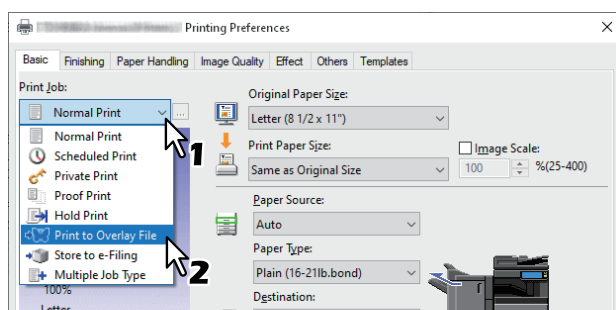 Printing Preferences
Basic Finishing Paper Handling Image Quality Effect Others Templates
Print Job:
Normal Print ...
Normal Print
Scheduled Print
Private Print
Proof Print
Hold Print
Print to Overlay File
Store to e-Filing
Multiple Job Type
100%
1
2
Original Paper Size:
Letter (8 1/2 x 11")
Print Paper Size:
Same as Original Size
Image Scale:
100 %(25-400)
Paper Source:
Auto
Paper Type:
Plain (16-21lb.bond)
Destination: